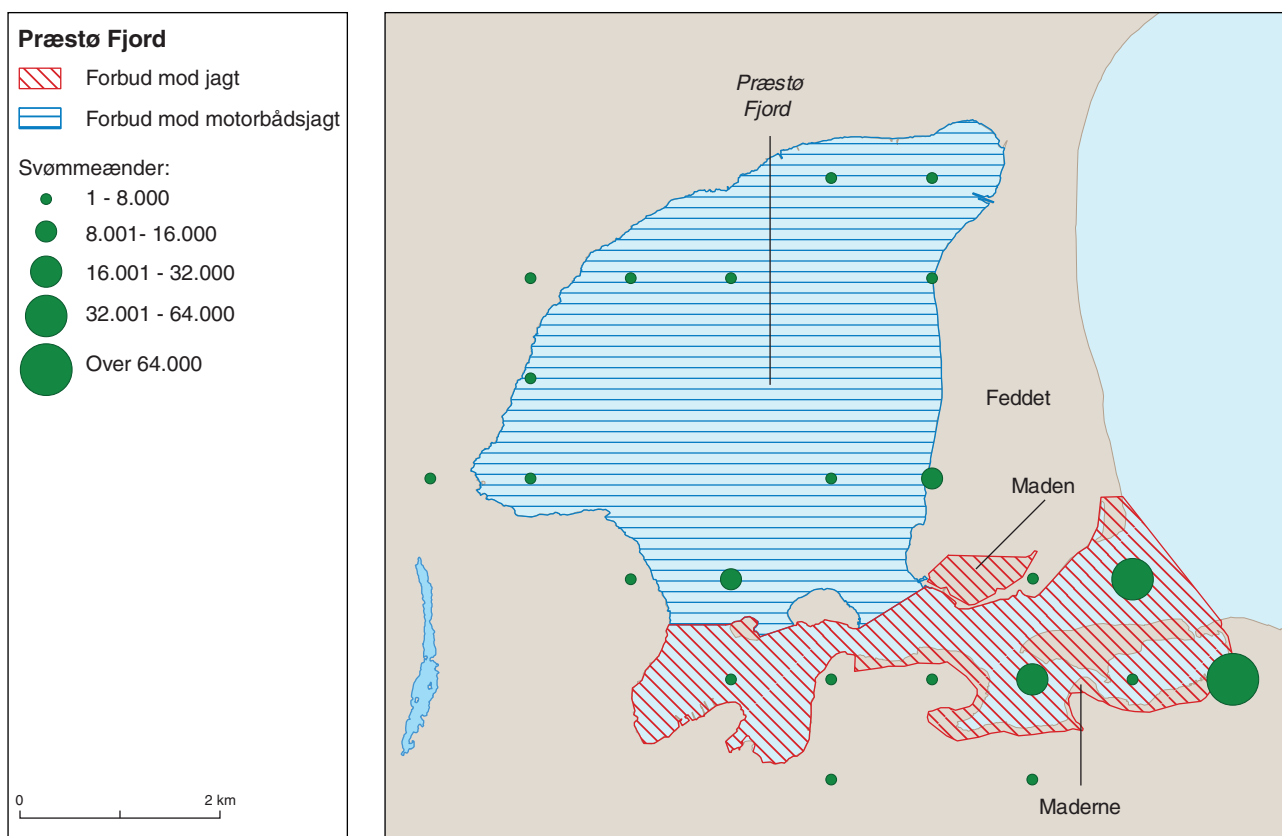 Præstø Fjord
Forbud mod jagt
Forbud mod motorbådsjagt
Svømmeænder:
1 - 8.000
8.001- 16.000
16.001 - 32.000
32.001 - 64.000
Over 64.000
0
2 km
Præstø
Fjord
Feddet
Maden
Maderne